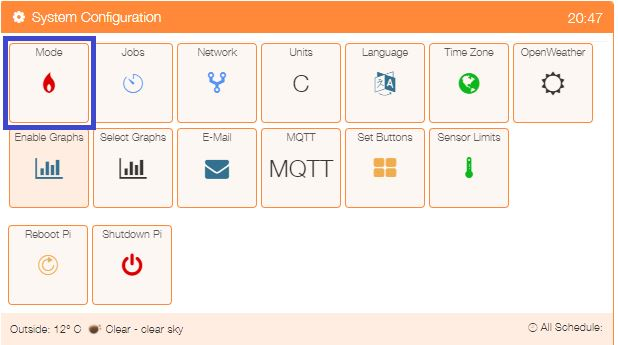 System Configuration 20:47
Mode Jobs Network Units Language Time Zone OpenWeather
C
Enable Graphs Select Graphs E-Mail MQTT Set Buttons Sensor Limits
MQTT
Reboot Pi Shutdown Pi
Outside: 12º C Clear - clear sky All Schedule: